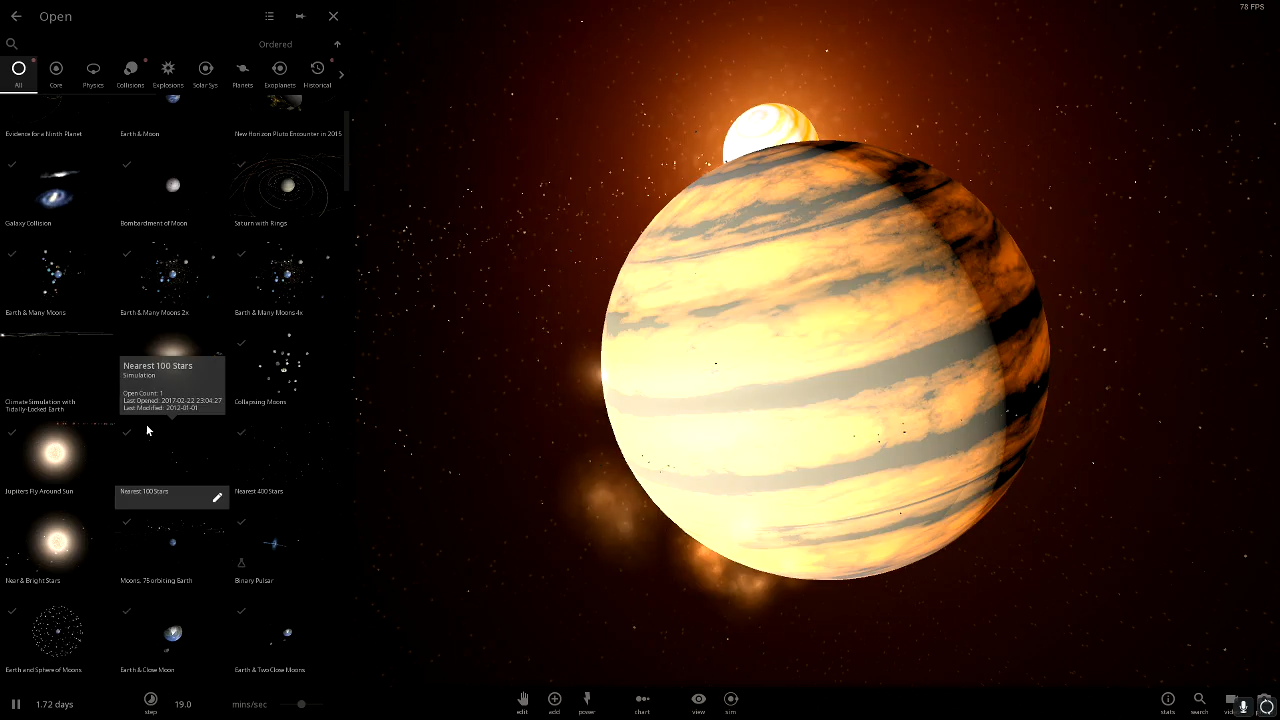 78 FPS
Open
Ordered
All
Core
Physics
Collisions
Explosions
Solar Sys
Planets
Exoplanets
Historical
Evidence for a Ninth Planet
Earth & Moon
New Horizon Pluto Encounter in 2015
Galaxy Collision
Bombardment of Moon
Saturn with Rings
Earth & Many Moons
Earth & Many Moons 2x
Earth & Many Moons 4x
Nearest 100 Stars
Simulation
Open Count: 1
Last Opened: 2017-02-22 23:04:27
Last Modified: 2012-01-01
Climate Simulation with
Tidally-Locked Earth
Collapsing Moons
Jupiters Fly Around Sun
Nearest 100 Stars
Nearest 400 Stars
Near & Bright Stars
Moons, 75 orbiting Earth
Binary Pulsar
Earth and Sphere of Moons
Earth & Close Moon
Earth & Two Close Moons
1.72 days
step
19.0
mins/sec
edit
add
power
chart
view
sim
stats
search